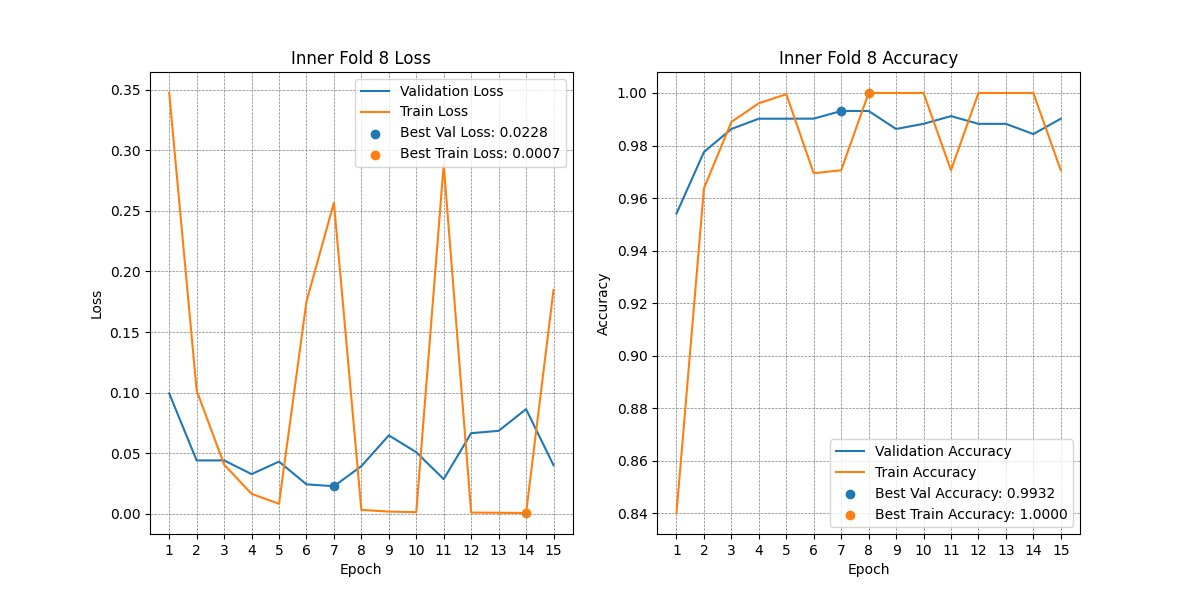 Inner Fold 8 Loss
Loss
0.35
0.30
0.25
0.20
0.15
0.10
0.05
0.00
Validation Loss
Train Loss
Best Val Loss: 0.0228
Best Train Loss: 0.0007
1 2 3 4 5 6 7 8 9 10 11 12 13 14 15
Epoch
Inner Fold 8 Accuracy
Accuracy
1.00
0.98
0.96
0.94
0.92
0.90
0.88
0.86
0.84
Validation Accuracy
Train Accuracy
Best Val Accuracy: 0.9932
Best Train Accuracy: 1.0000
1 2 3 4 5 6 7 8 9 10 11 12 13 14 15
Epoch